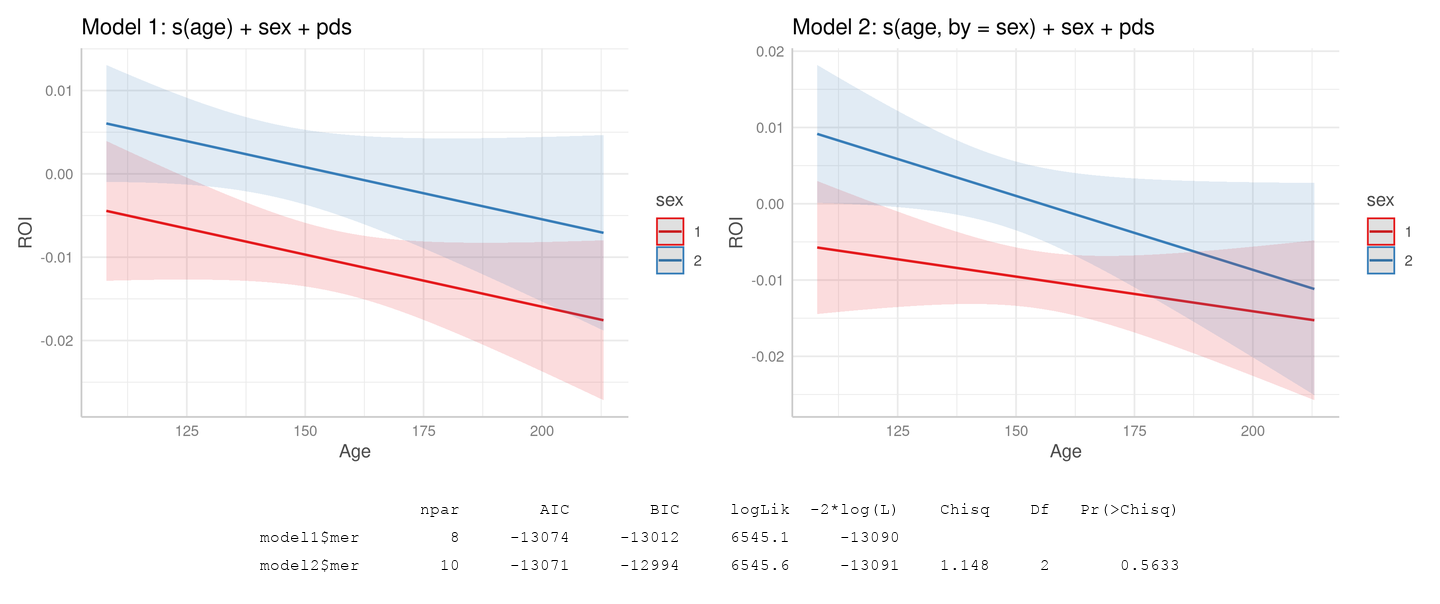 Model 1: s(age) + sex + pds
0.01
0.00
-0.01
-0.02
ROI
125 150 175 200
Age
sex
1
2
Model 2: s(age, by = sex) + sex + pds
0.02
0.01
0.00
-0.01
-0.02
ROI
125 150 175 200
Age
sex
1
2
npar AIC BIC logLik -2*log(L) Chisq Df Pr(>Chisq)
model1$mer 8 -13074 -13012 6545.1 -13090
model2$mer 10 -13071 -12994 6545.6 -13091 1.148 2 0.5633